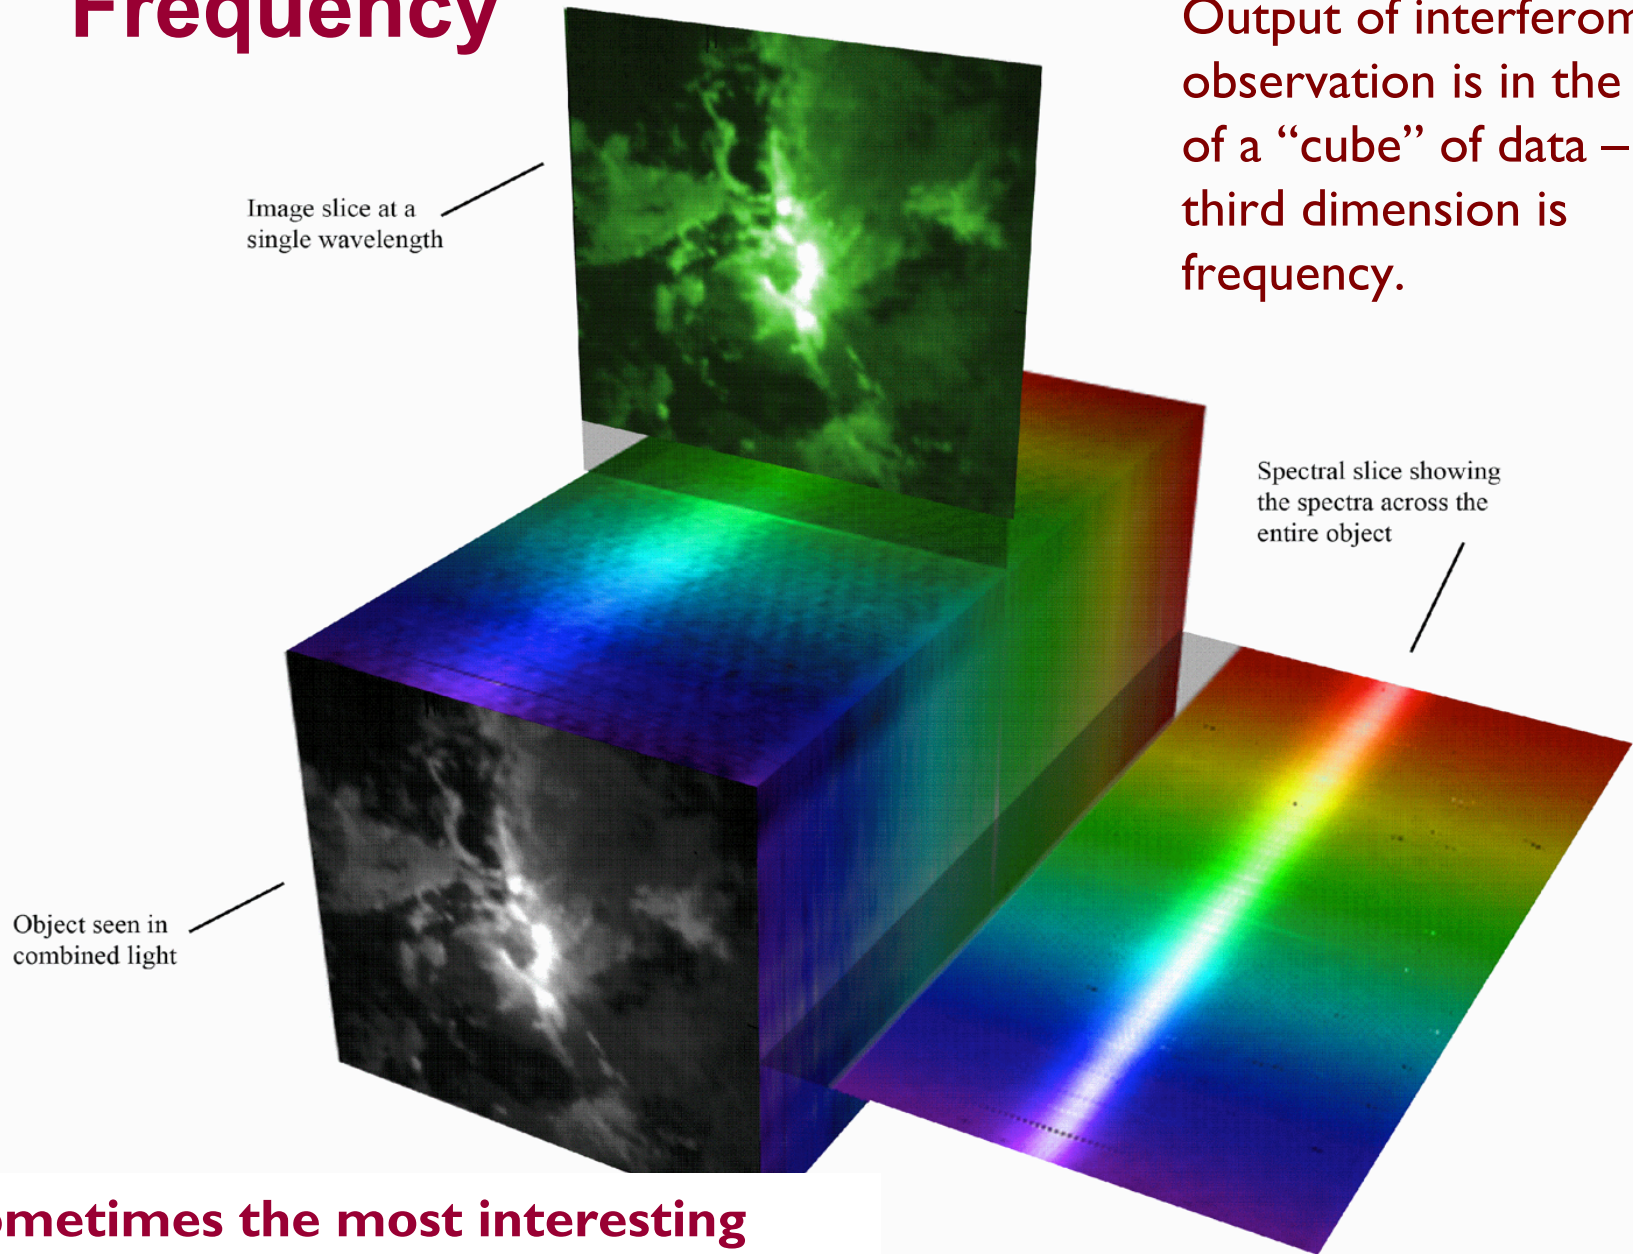 Frequency
Output of interferom
observation is in the
of a “cube” of data –
third dimension is
frequency.
Image slice at a
single wavelength
Spectral slice showing
the spectra across the
entire object
Object seen in
combined light
ometimes the most interesting